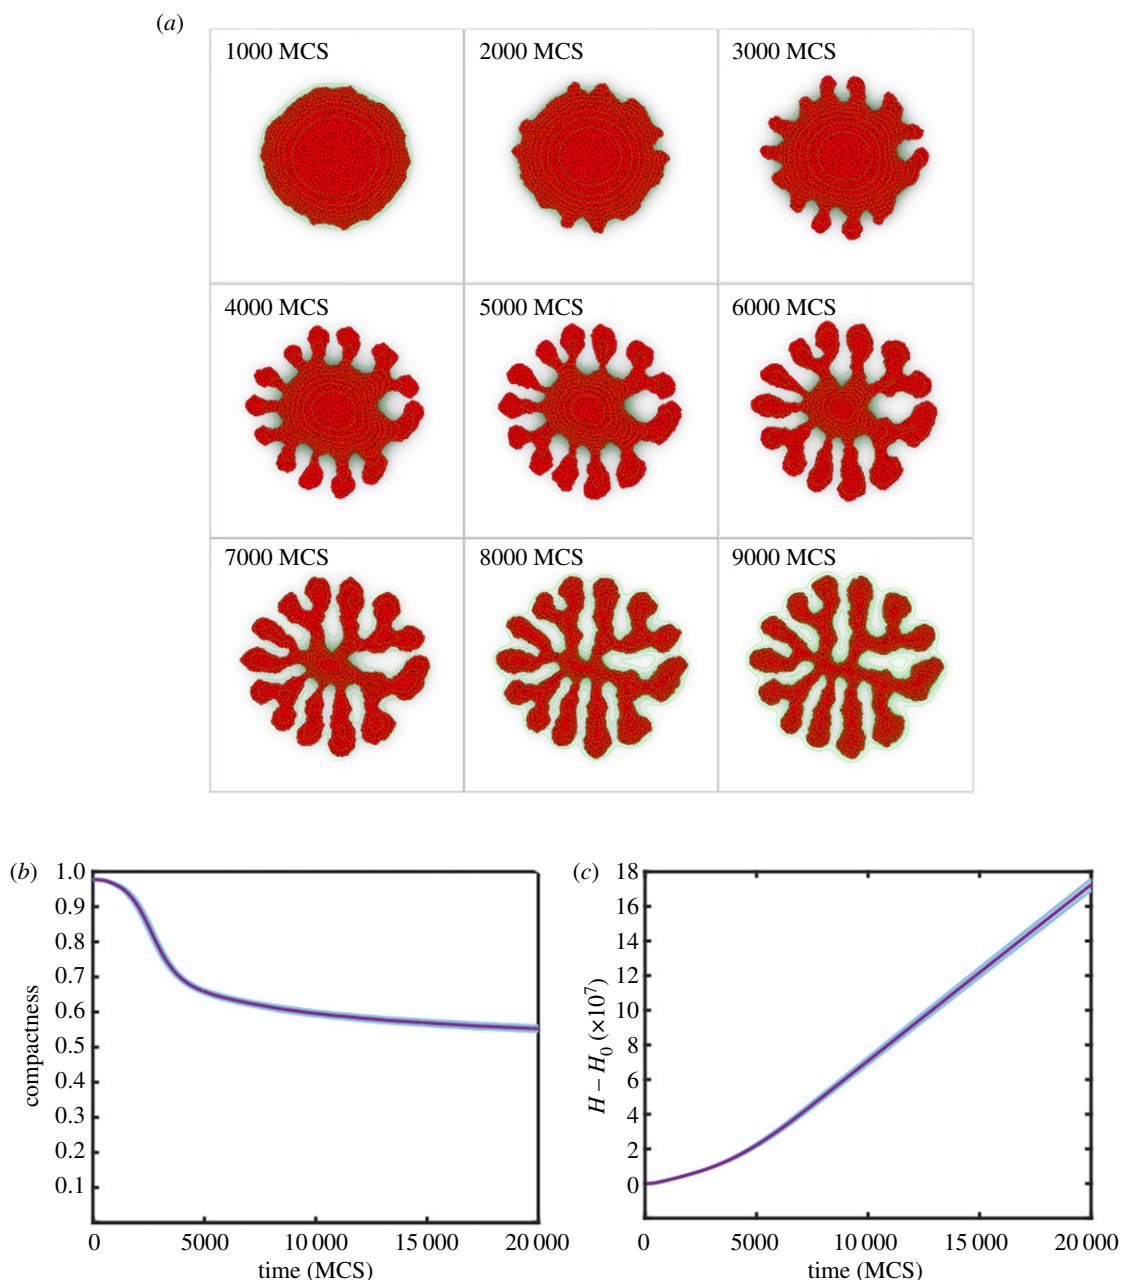 (a)
1000 MCS 2000 MCS 3000 MCS
4000 MCS 5000 MCS 6000 MCS
7000 MCS 8000 MCS 9000 MCS
(b)
1.0
0.9
0.8
0.7
0.6
0.5
0.4
0.3
0.2
0.1
compactness
0 5000 10 000 15 000 20 000
time (MCS)
(c)
18
16
14
12
10
8
6
4
2
0
H – H₀ (×10⁷)
0 5000 10 000 15 000 20 000
time (MCS)